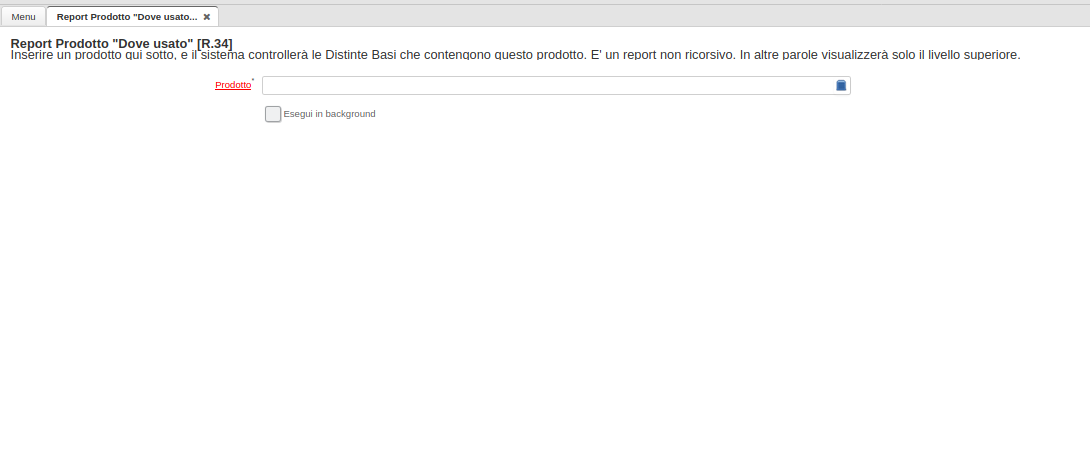 Menu
Report Prodotto "Dove usato...
Report Prodotto "Dove usato" [R.34]
Inserire un prodotto qui sotto, e il sistema controllerà le Distinte Basi che contengono questo prodotto. E' un report non ricorsivo. In altre parole visualizzerà solo il livello superiore.
Prodotto*
Esegui in background